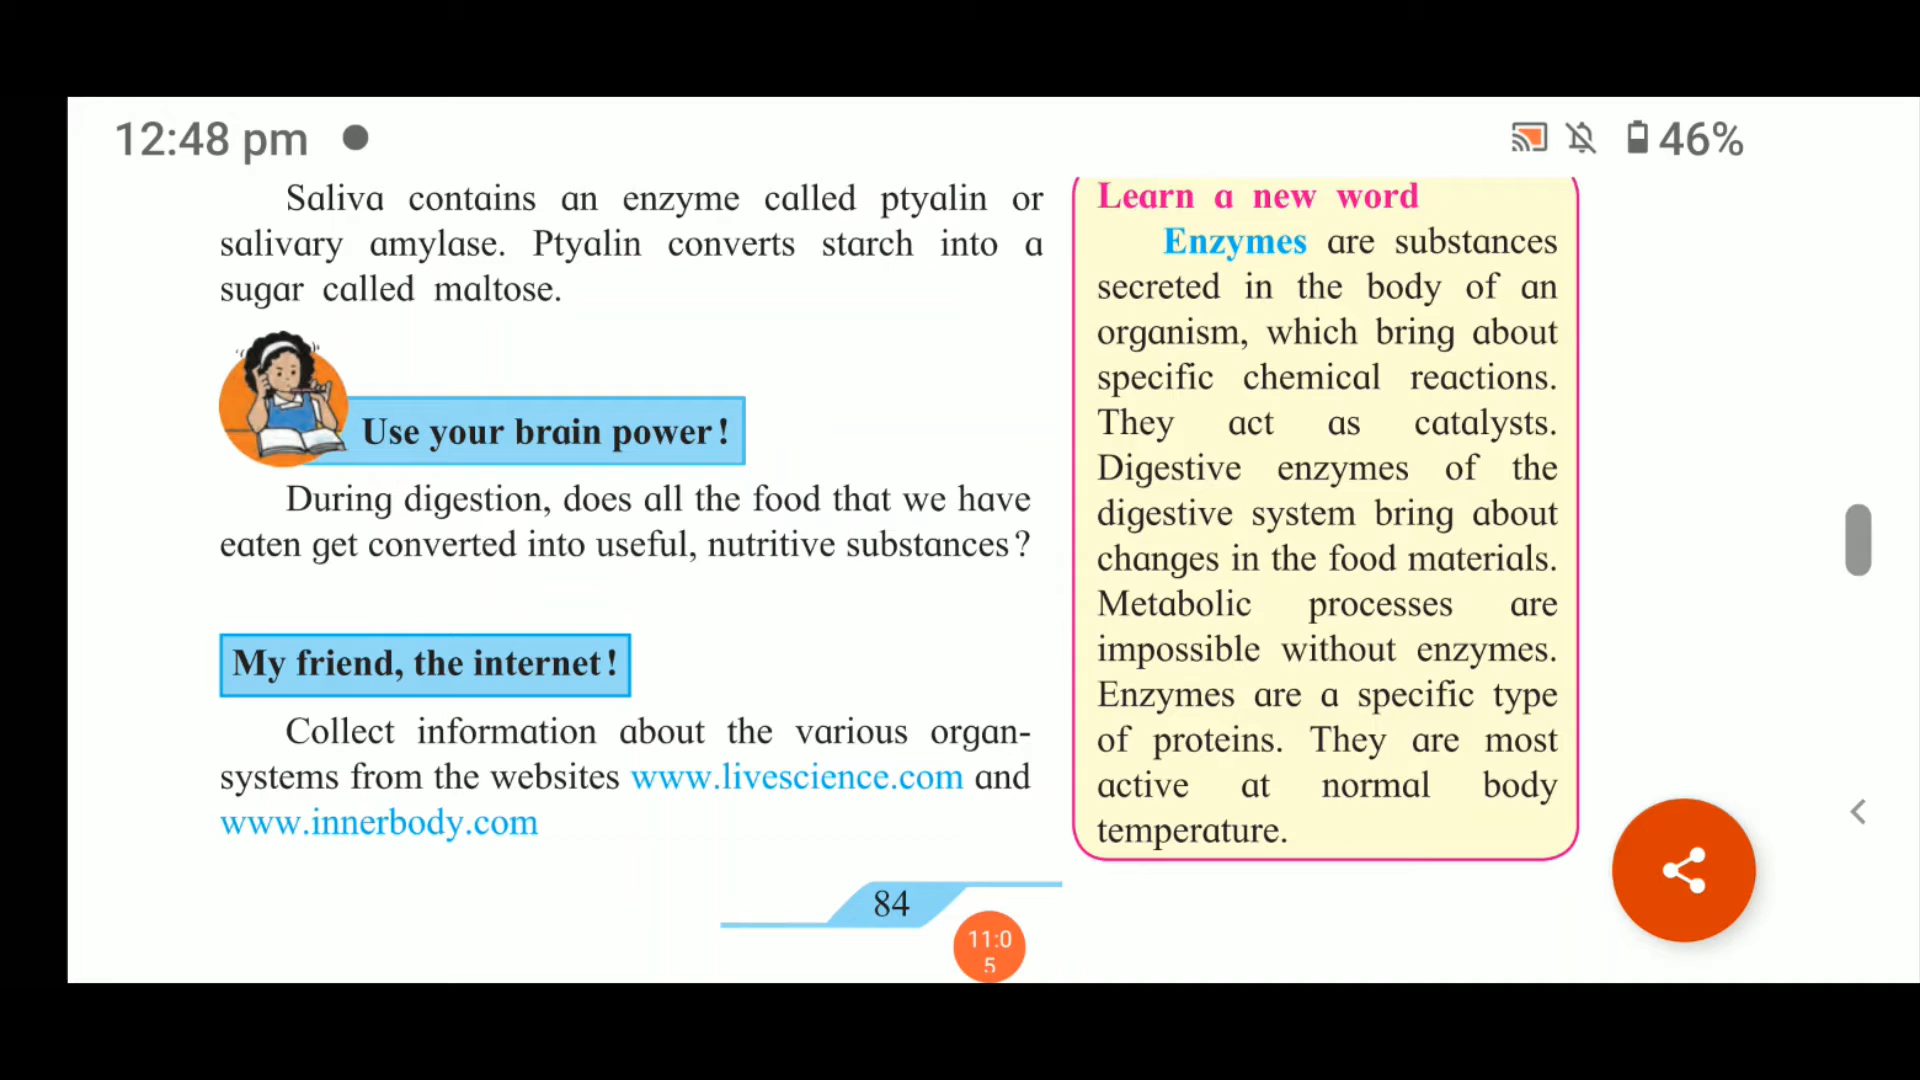 12:48 pm
46%
Saliva contains an enzyme called ptyalin or
salivary amylase. Ptyalin converts starch into a
sugar called maltose.
Use your brain power!
During digestion, does all the food that we have
eaten get converted into useful, nutritive substances?
My friend, the internet!
Collect information about the various organ-
systems from the websites www.livescience.com and
www.innerbody.com
Learn a new word
Enzymes are substances
secreted in the body of an
organism, which bring about
specific chemical reactions.
They act as catalysts.
Digestive enzymes of the
digestive system bring about
changes in the food materials.
Metabolic processes are
impossible without enzymes.
Enzymes are a specific type
of proteins. They are most
active at normal body
temperature.
84
11:0
5